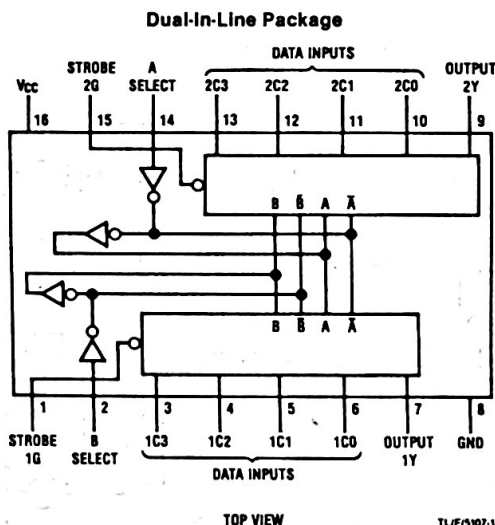 Dual-In-Line Package
DATA INPUTS
STROBE A OUTPUT
VCC 2G SELECT 2C3 2C2 2C1 2C0 2Y
16 15 14 13 12 11 10 9
B B̅ A A̅
B B̅ A A̅
1 2 3 4 5 6 7 8
STROBE B 1C3 1C2 1C1 1C0 OUTPUT GND
1G SELECT 1Y
DATA INPUTS
TOP VIEW
TL/F/5107-1